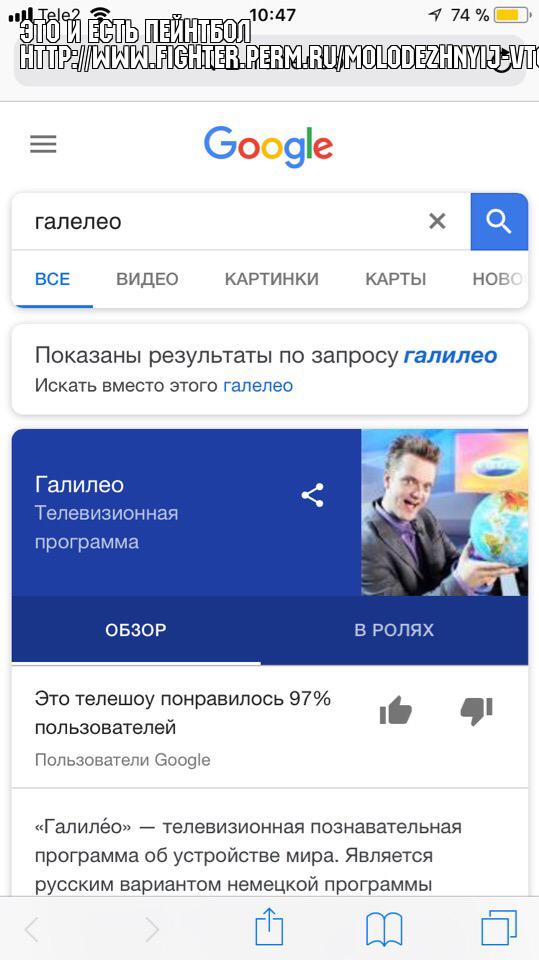 Tele2
10:47
74 %
ЭТО И ЕСТЬ ПЕЙНТБОЛ
HTTP://WWW.FIGHTER.PERM.RU/MOLODEZHNYIJ-VTO
Google
галелео
ВСЕ ВИДЕО КАРТИНКИ КАРТЫ НОВО
Показаны результаты по запросу галилео
Искать вместо этого галелео
Галилео
Телевизионная
программа
ОБЗОР В РОЛЯХ
Это телешоу понравилось 97%
пользователей
Пользователи Google
«Галиле́о» — телевизионная познавательная
программа об устройстве мира. Является
русским вариантом немецкой программы